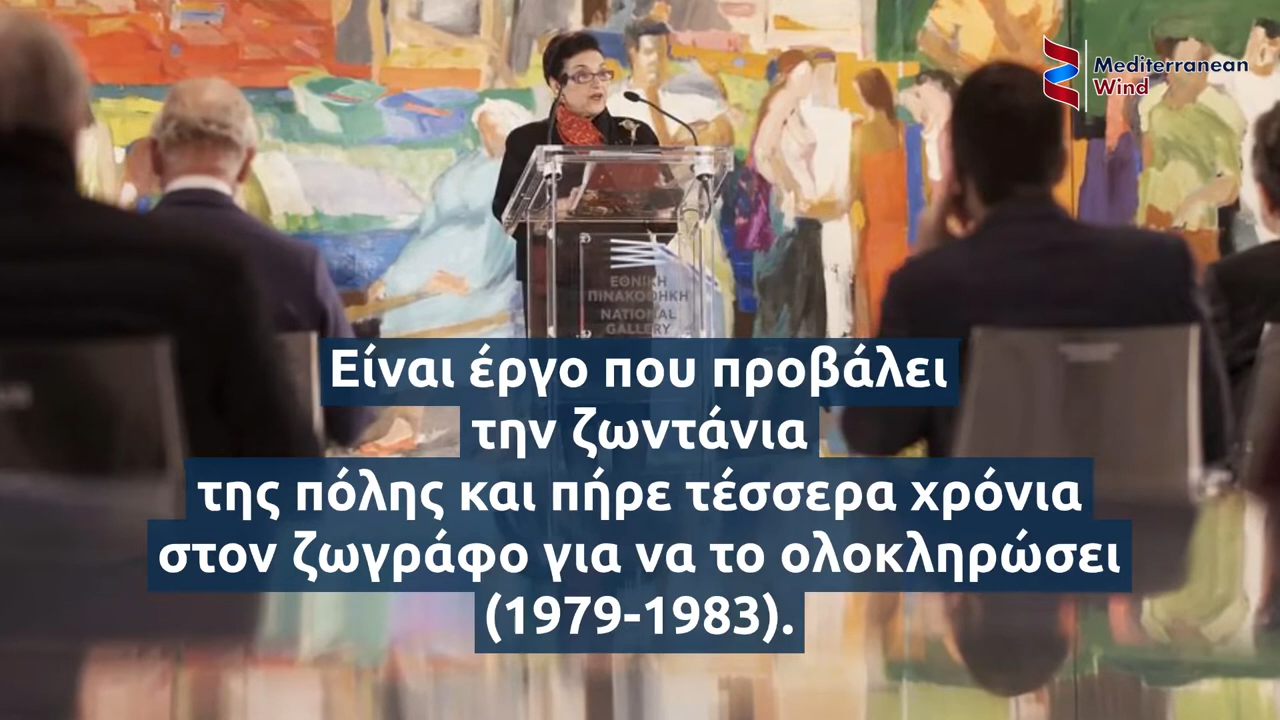 Mediterranean
Wind
ΕΘΝΙΚΗ
ΠΙΝΑΚΟΘΗΚΗ
NATIONAL
GALLERY
Είναι έργο που προβάλει
την ζωντάνια
της πόλης και πήρε τέσσερα χρόνια
στον ζωγράφο για να το ολοκληρώσει
(1979-1983).